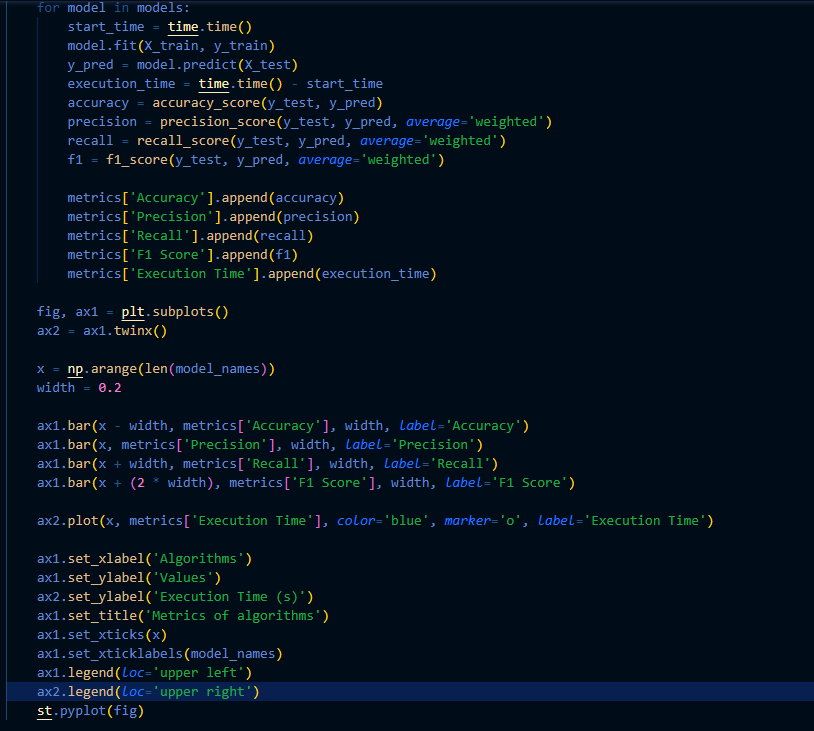 for model in models:
    start_time = time.time()
    model.fit(X_train, y_train)
    y_pred = model.predict(X_test)
    execution_time = time.time() - start_time
    accuracy = accuracy_score(y_test, y_pred)
    precision = precision_score(y_test, y_pred, average='weighted')
    recall = recall_score(y_test, y_pred, average='weighted')
    f1 = f1_score(y_test, y_pred, average='weighted')

    metrics['Accuracy'].append(accuracy)
    metrics['Precision'].append(precision)
    metrics['Recall'].append(recall)
    metrics['F1 Score'].append(f1)
    metrics['Execution Time'].append(execution_time)

fig, ax1 = plt.subplots()
ax2 = ax1.twinx()

x = np.arange(len(model_names))
width = 0.2

ax1.bar(x - width, metrics['Accuracy'], width, label='Accuracy')
ax1.bar(x, metrics['Precision'], width, label='Precision')
ax1.bar(x + width, metrics['Recall'], width, label='Recall')
ax1.bar(x + (2 * width), metrics['F1 Score'], width, label='F1 Score')

ax2.plot(x, metrics['Execution Time'], color='blue', marker='o', label='Execution Time')

ax1.set_xlabel('Algorithms')
ax1.set_ylabel('Values')
ax2.set_ylabel('Execution Time (s)')
ax1.set_title('Metrics of algorithms')
ax1.set_xticks(x)
ax1.set_xticklabels(model_names)
ax1.legend(loc='upper left')
ax2.legend(loc='upper right')
st.pyplot(fig)